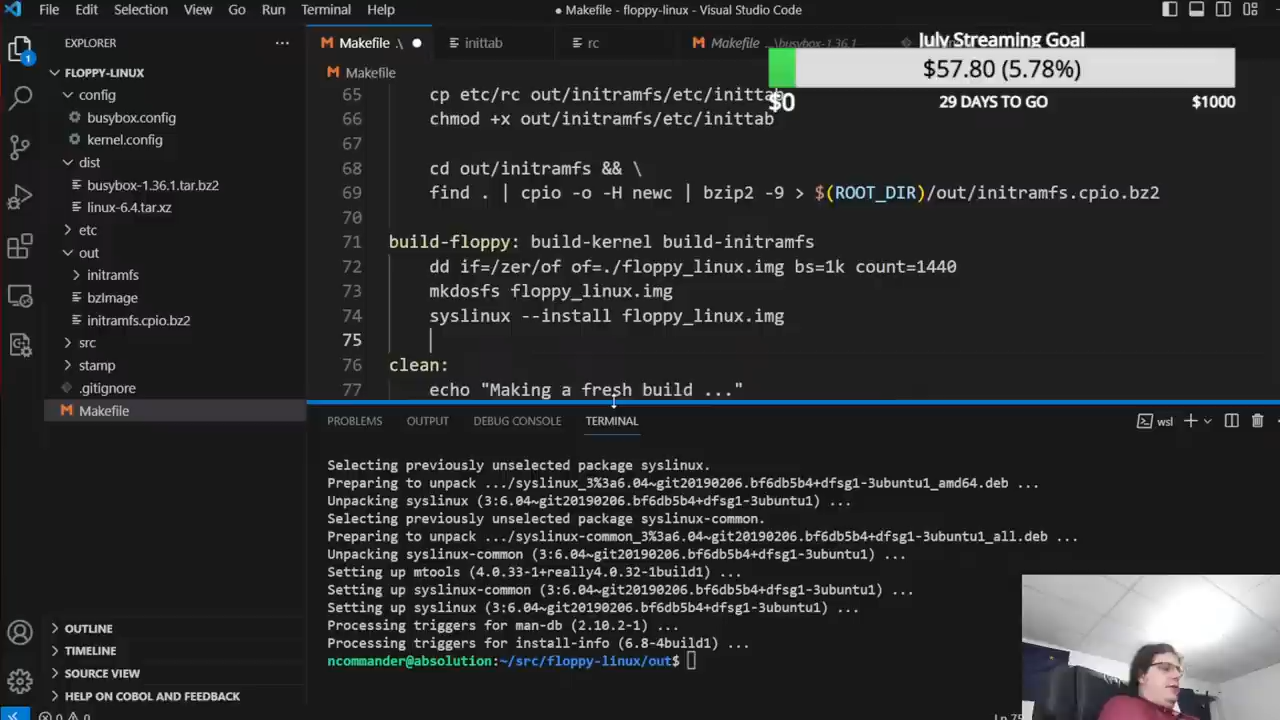 File Edit Selection View Go Run Terminal Help
● Makefile - floppy-linux - Visual Studio Code
EXPLORER
Makefile .\ ●
inittab
rc
Makefile ...\busybox-1.36.1
July Streaming Goal
$57.80 (5.78%)
$0
29 DAYS TO GO
$1000
FLOPPY-LINUX
config
busybox.config
kernel.config
dist
busybox-1.36.1.tar.bz2
linux-6.4.tar.xz
etc
out
initramfs
bzImage
initramfs.cpio.bz2
src
stamp
.gitignore
Makefile
OUTLINE
TIMELINE
SOURCE VIEW
HELP ON COBOL AND FEEDBACK
1
Makefile
65 cp etc/rc out/initramfs/etc/inittab
66 chmod +x out/initramfs/etc/inittab
67
68 cd out/initramfs && \
69 find . | cpio -o -H newc | bzip2 -9 > $(ROOT_DIR)/out/initramfs.cpio.bz2
70
71 build-floppy: build-kernel build-initramfs
72 dd if=/zer/of of=./floppy_linux.img bs=1k count=1440
73 mkdosfs floppy_linux.img
74 syslinux --install floppy_linux.img
75
76 clean:
77 echo "Making a fresh build ..."
PROBLEMS OUTPUT DEBUG CONSOLE TERMINAL
wsl
Selecting previously unselected package syslinux.
Preparing to unpack .../syslinux_3%3a6.04~git20190206.bf6db5b4+dfsg1-3ubuntu1_amd64.deb ...
Unpacking syslinux (3:6.04~git20190206.bf6db5b4+dfsg1-3ubuntu1) ...
Selecting previously unselected package syslinux-common.
Preparing to unpack .../syslinux-common_3%3a6.04~git20190206.bf6db5b4+dfsg1-3ubuntu1_all.deb ...
Unpacking syslinux-common (3:6.04~git20190206.bf6db5b4+dfsg1-3ubuntu1) ...
Setting up mtools (4.0.33-1+really4.0.32-1build1) ...
Setting up syslinux-common (3:6.04~git20190206.bf6db5b4+dfsg1-3ubuntu1) ...
Setting up syslinux (3:6.04~git20190206.bf6db5b4+dfsg1-3ubuntu1) ...
Processing triggers for man-db (2.10.2-1) ...
Processing triggers for install-info (6.8-4build1) ...
ncommander@absolution:~/src/floppy-linux/out$
0 0